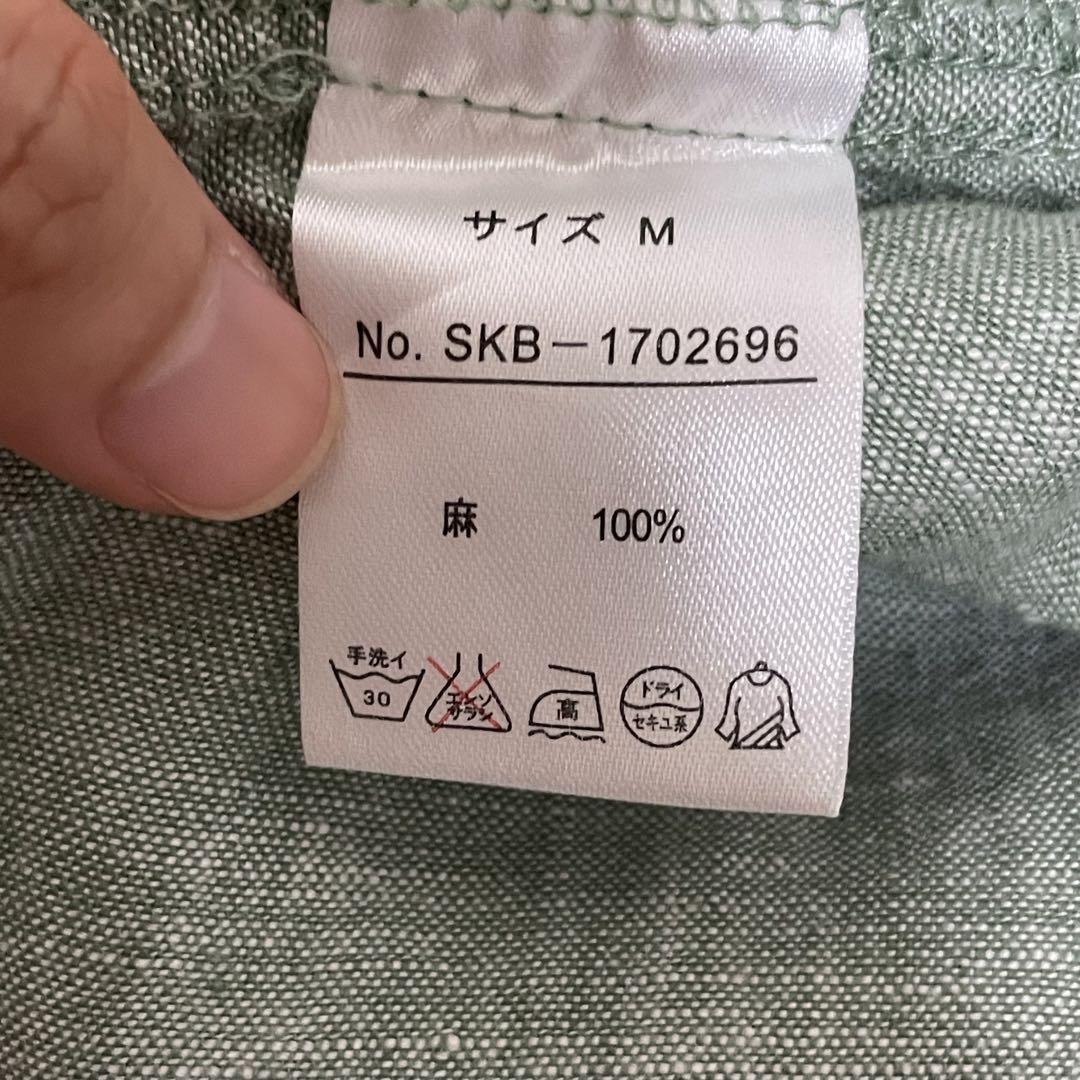 サイズ M
No. SKB－1702696
麻 100%
手洗イ
30
エンソ
サラシ
高
ドライ
セキユ系